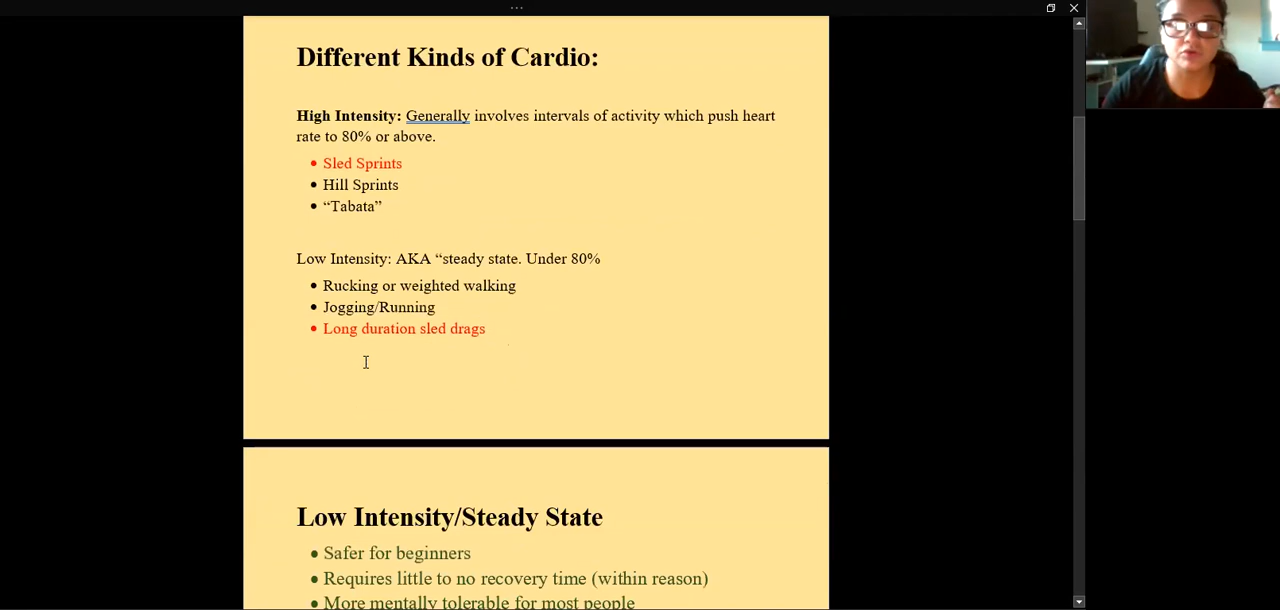 Different Kinds of Cardio:
High Intensity: Generally involves intervals of activity which push heart
rate to 80% or above.
• Sled Sprints
• Hill Sprints
• “Tabata”
Low Intensity: AKA “steady state. Under 80%
• Rucking or weighted walking
• Jogging/Running
• Long duration sled drags
Low Intensity/Steady State
• Safer for beginners
• Requires little to no recovery time (within reason)
• More mentally tolerable for most people